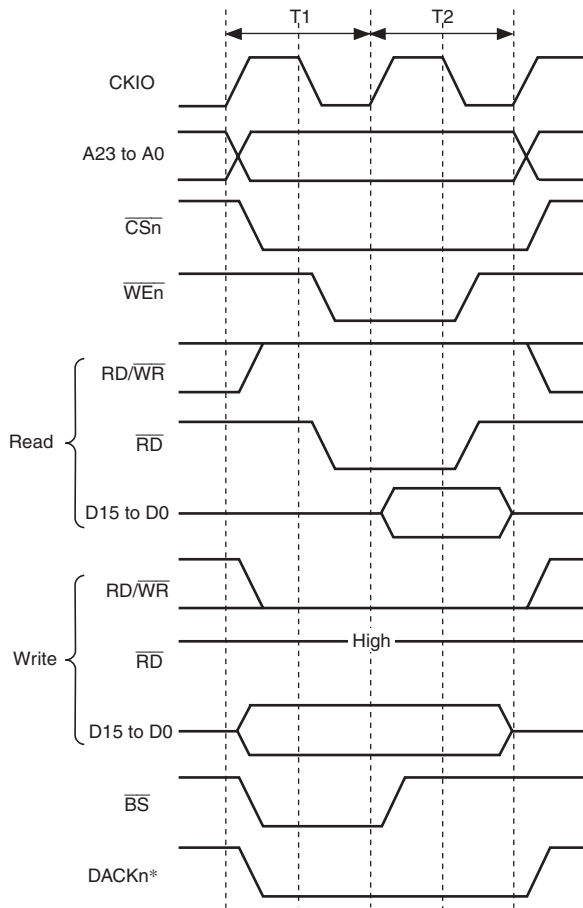 T1 T2
CKIO
A23 to A0
CSn
WEn
RD/WR
Read
RD
D15 to D0
RD/WR
High
Write
RD
D15 to D0
BS
DACKn*